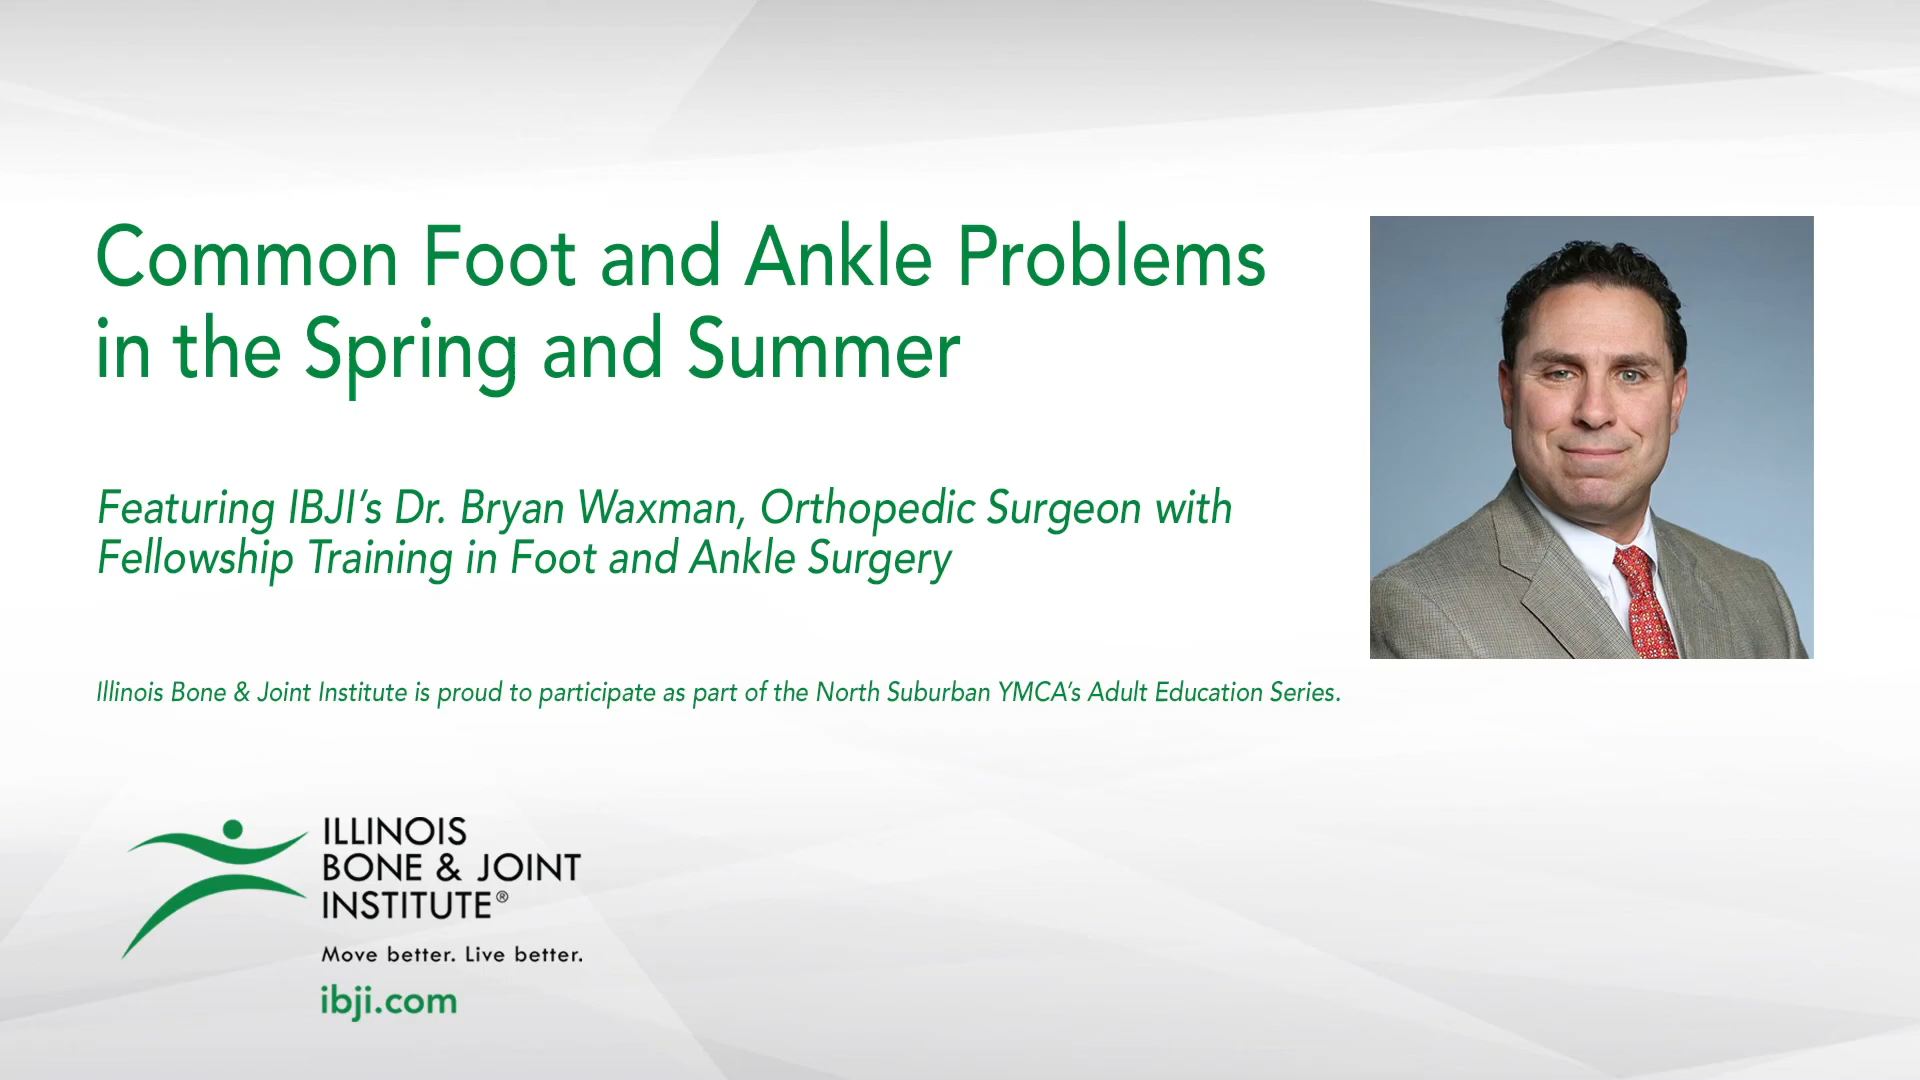 Common Foot and Ankle Problems
in the Spring and Summer
Featuring IBJI’s Dr. Bryan Waxman, Orthopedic Surgeon with
Fellowship Training in Foot and Ankle Surgery
Illinois Bone & Joint Institute is proud to participate as part of the North Suburban YMCA’s Adult Education Series.
ILLINOIS
BONE & JOINT
INSTITUTE®
Move better. Live better.
ibji.com